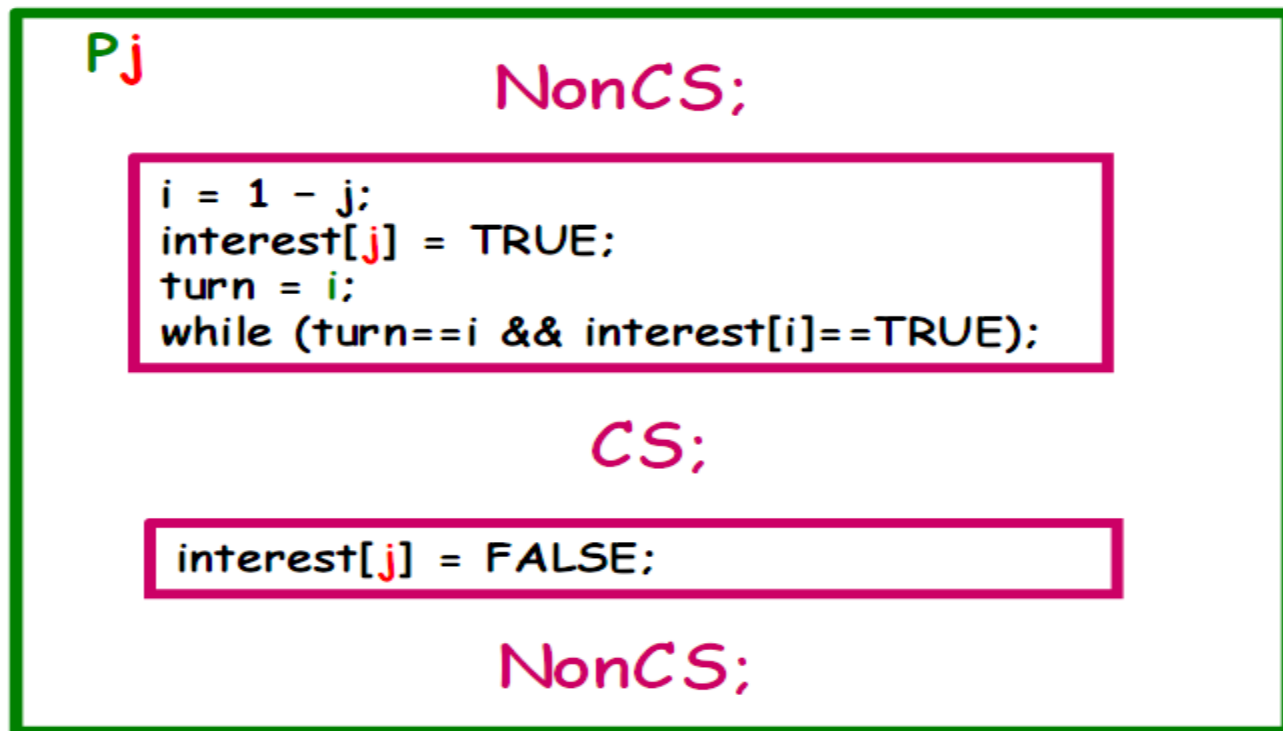 Pj
NonCS;
i = 1 – j;
interest[j] = TRUE;
turn = i;
while (turn==i && interest[i]==TRUE);
CS;
interest[j] = FALSE;
NonCS;